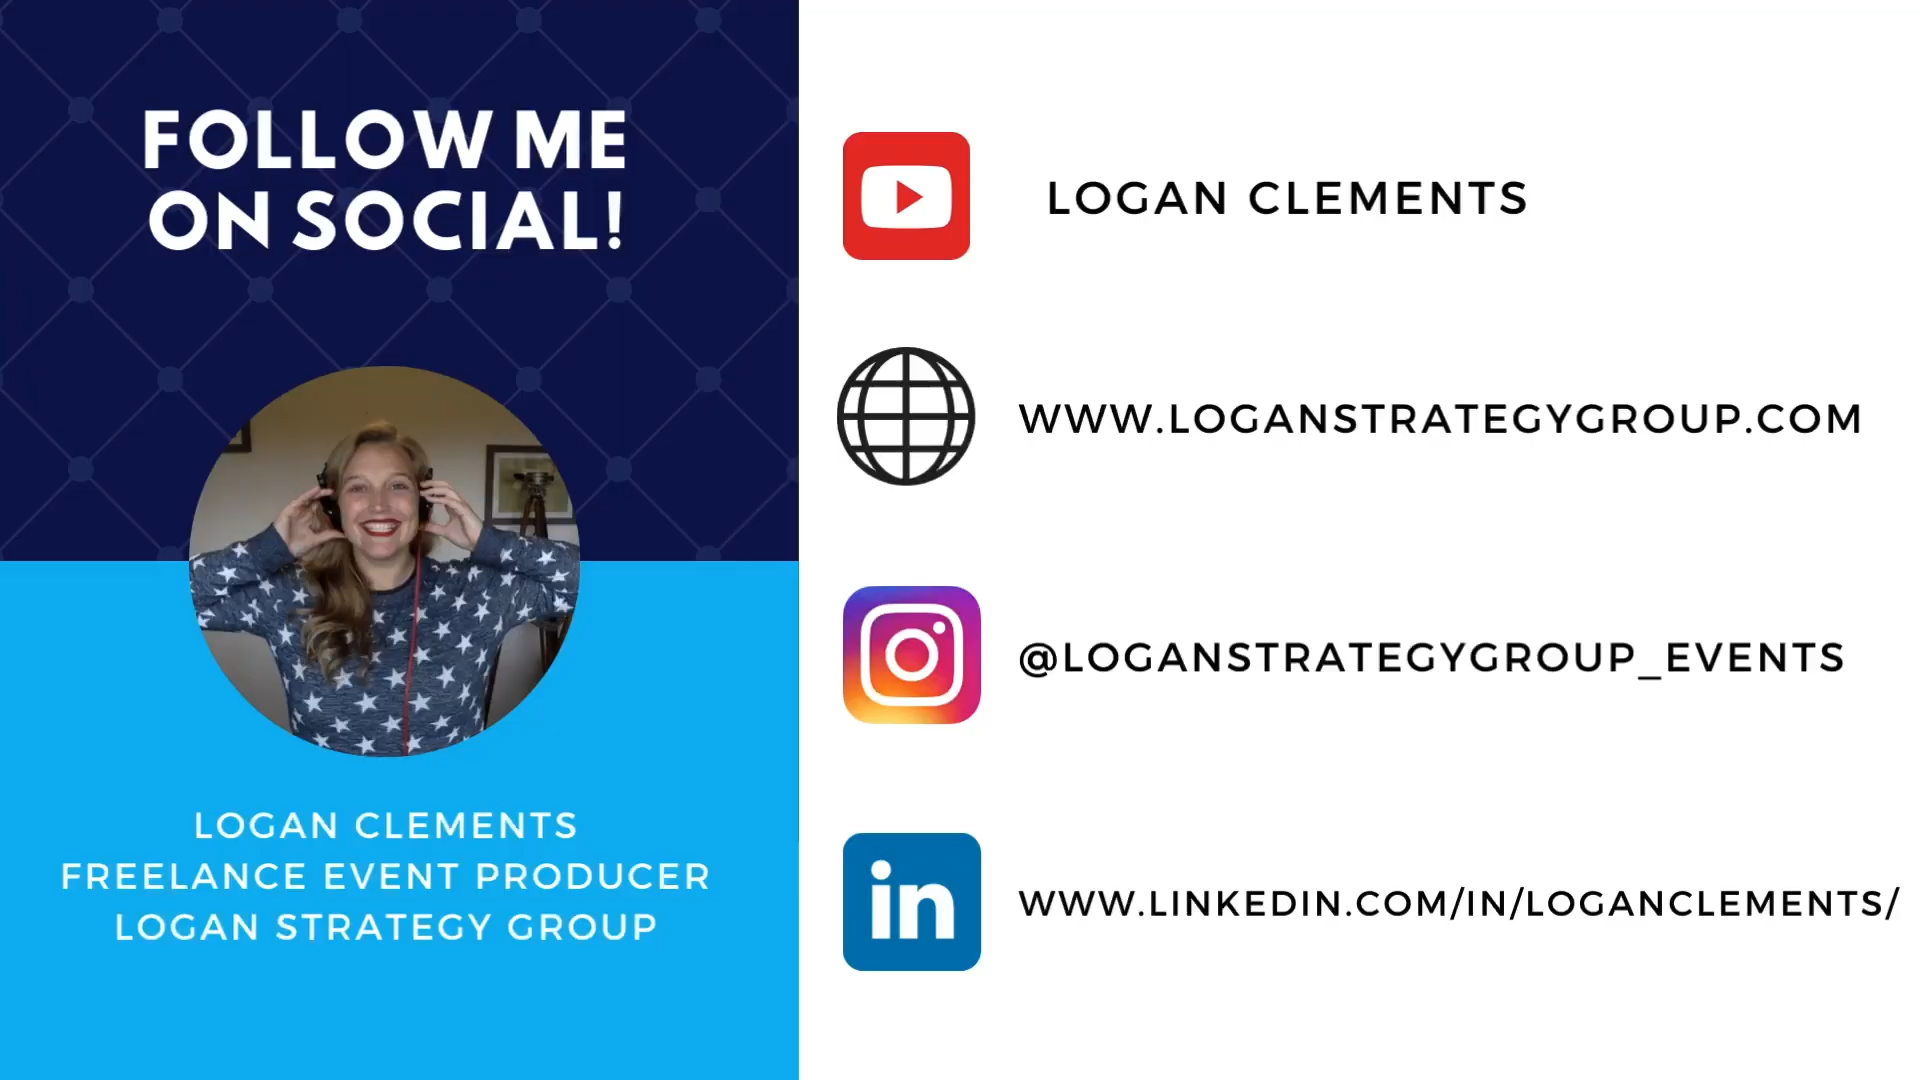 FOLLOW ME
ON SOCIAL!
LOGAN CLEMENTS
FREELANCE EVENT PRODUCER
LOGAN STRATEGY GROUP
LOGAN CLEMENTS
WWW.LOGANSTRATEGYGROUP.COM
@LOGANSTRATEGYGROUP_EVENTS
in
WWW.LINKEDIN.COM/IN/LOGANCLEMENTS/